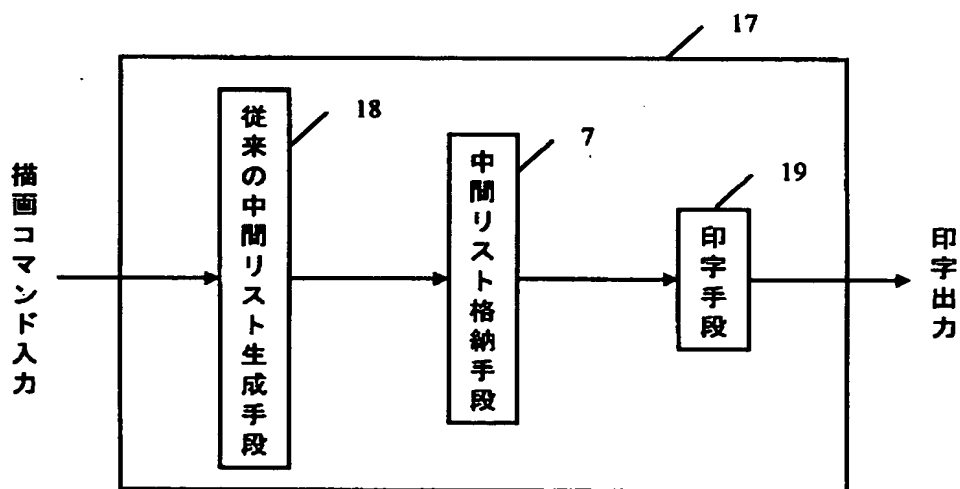 17
18
7
19
描画コマンド入力
従来の中間リスト生成手段
中間リスト格納手段
印字手段
印字出力